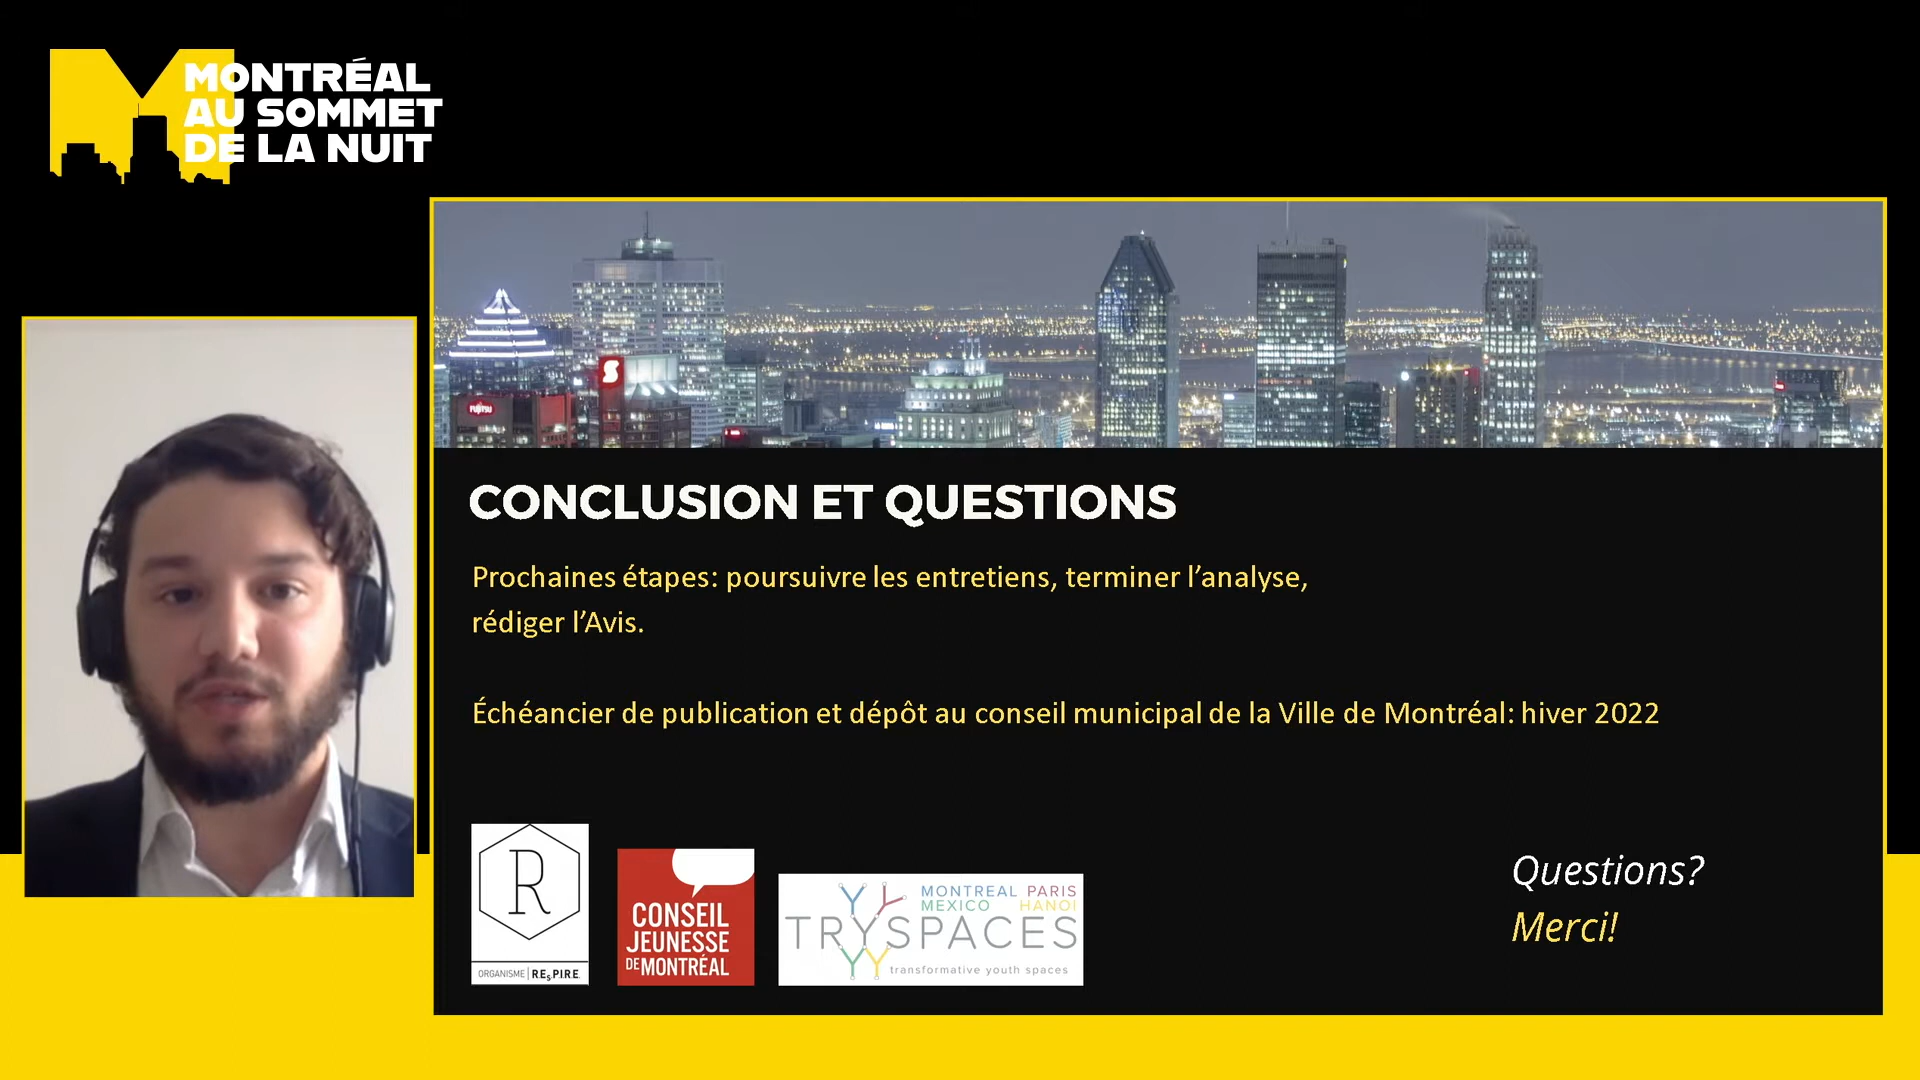 MONTRÉAL
AU SOMMET
DE LA NUIT
FUJITSU
CONCLUSION ET QUESTIONS
Prochaines étapes: poursuivre les entretiens, terminer l’analyse,
rédiger l’Avis.
Échéancier de publication et dépôt au conseil municipal de la Ville de Montréal: hiver 2022
R
ORGANISME | R.E.S.P.I.R.E.
CONSEIL
JEUNESSE
DE MONTRÉAL
MONTREAL PARIS
MEXICO HANOI
TRYSPACES
transformative youth spaces
Questions?
Merci!